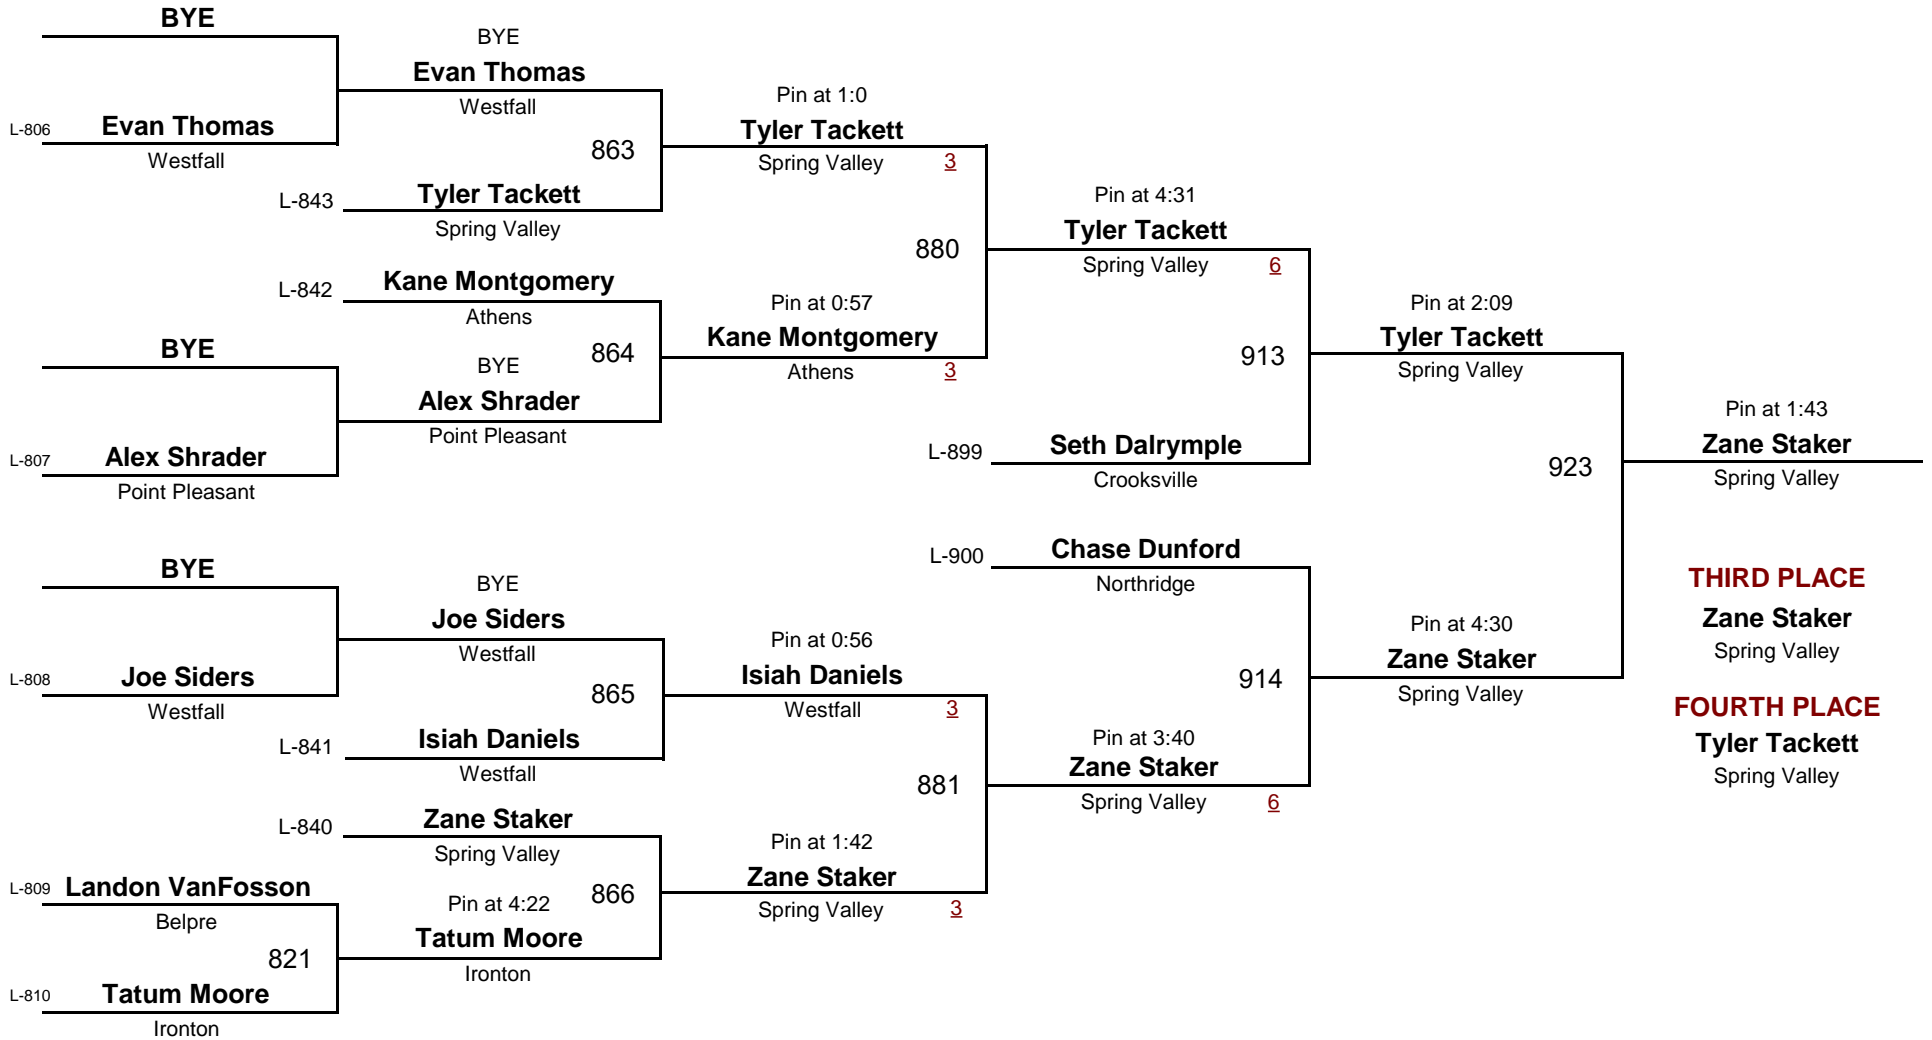 BYE
L-806 Evan Thomas
Westfall
BYE
L-807 Alex Shrader
Point Pleasant
BYE
L-808 Joe Siders
Westfall
L-809 Landon VanFosson
Belpre
821
L-810 Tatum Moore
Ironton
BYE
Evan Thomas
Westfall
863
L-843 Tyler Tackett
Spring Valley
L-842 Kane Montgomery
Athens
864
BYE
Alex Shrader
Point Pleasant
BYE
Joe Siders
Westfall
865
L-841 Isiah Daniels
Westfall
L-840 Zane Staker
Spring Valley
866
Pin at 4:22
Tatum Moore
Ironton
Pin at 1:0
Tyler Tackett
Spring Valley 3
880
Pin at 0:57
Kane Montgomery
Athens 3
Pin at 0:56
Isiah Daniels
Westfall 3
881
Pin at 1:42
Zane Staker
Spring Valley 3
Pin at 4:31
Tyler Tackett
Spring Valley 6
913
L-899 Seth Dalrymple
Crooksville
L-900 Chase Dunford
Northridge
914
Pin at 3:40
Zane Staker
Spring Valley 6
Pin at 2:09
Tyler Tackett
Spring Valley
923
Pin at 4:30
Zane Staker
Spring Valley
Pin at 1:43
Zane Staker
Spring Valley
THIRD PLACE
Zane Staker
Spring Valley
FOURTH PLACE
Tyler Tackett
Spring Valley